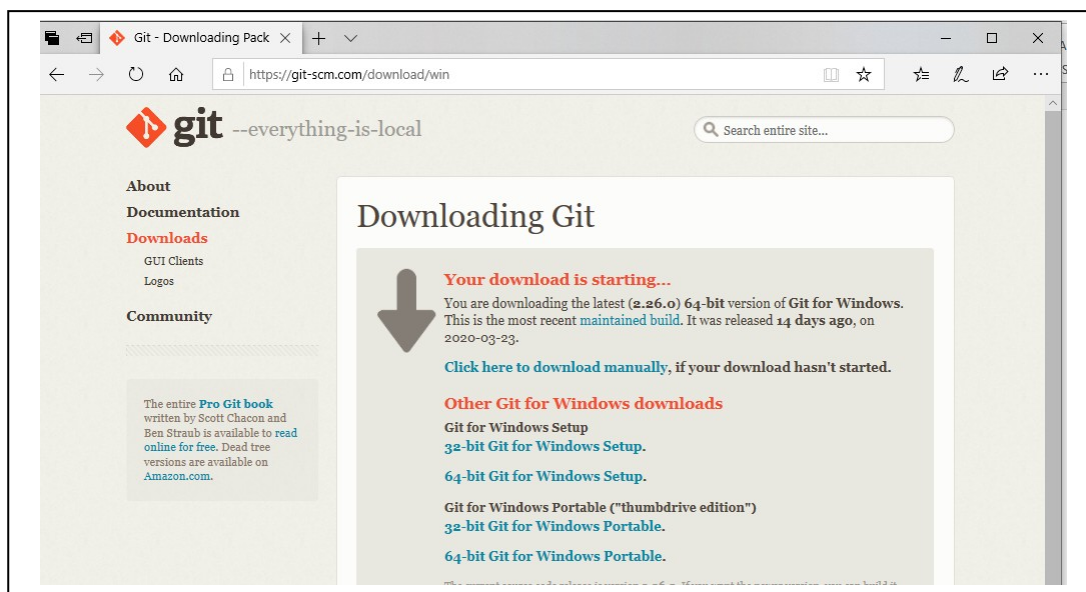 Git - Downloading Pack
https://git-scm.com/download/win
git --everything-is-local
Search entire site...
About
Documentation
Downloads
GUI Clients
Logos
Community
The entire Pro Git book
written by Scott Chacon and
Ben Straub is available to read
online for free. Dead tree
versions are available on
Amazon.com.
Downloading Git
Your download is starting...
You are downloading the latest (2.26.0) 64-bit version of Git for Windows.
This is the most recent maintained build. It was released 14 days ago, on
2020-03-23.
Click here to download manually, if your download hasn't started.
Other Git for Windows downloads
Git for Windows Setup
32-bit Git for Windows Setup.
64-bit Git for Windows Setup.
Git for Windows Portable ("thumbdrive edition")
32-bit Git for Windows Portable.
64-bit Git for Windows Portable.